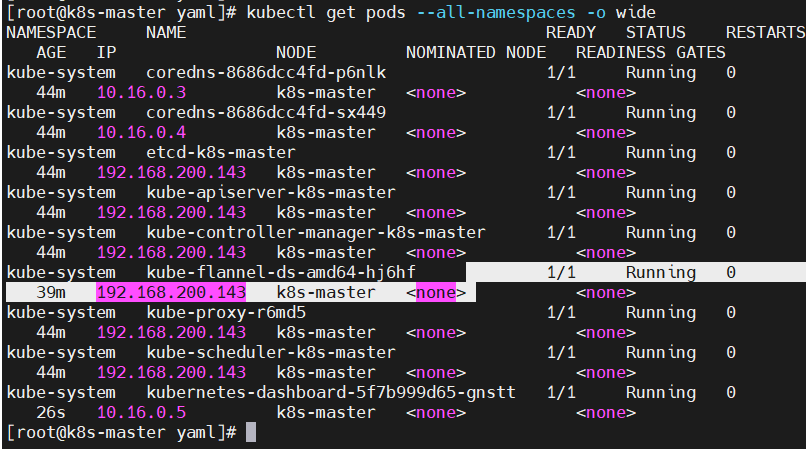 [root@k8s-master yaml]# kubectl get pods --all-namespaces -o wide
NAMESPACE     NAME                                    READY   STATUS    RESTARTS
   AGE   IP                NODE         NOMINATED NODE   READINESS GATES
kube-system   coredns-8686dcc4fd-p6nlk                1/1     Running   0
   44m   10.16.0.3         k8s-master   <none>           <none>
kube-system   coredns-8686dcc4fd-sx449                1/1     Running   0
   44m   10.16.0.4         k8s-master   <none>           <none>
kube-system   etcd-k8s-master                         1/1     Running   0
   44m   192.168.200.143   k8s-master   <none>           <none>
kube-system   kube-apiserver-k8s-master               1/1     Running   0
   44m   192.168.200.143   k8s-master   <none>           <none>
kube-system   kube-controller-manager-k8s-master      1/1     Running   0
   44m   192.168.200.143   k8s-master   <none>           <none>
kube-system   kube-flannel-ds-amd64-hj6hf             1/1     Running   0
   39m   192.168.200.143   k8s-master   <none>           <none>
kube-system   kube-proxy-r6md5                        1/1     Running   0
   44m   192.168.200.143   k8s-master   <none>           <none>
kube-system   kube-scheduler-k8s-master               1/1     Running   0
   44m   192.168.200.143   k8s-master   <none>           <none>
kube-system   kubernetes-dashboard-5f7b999d65-gnstt   1/1     Running   0
   26s   10.16.0.5         k8s-master   <none>           <none>
[root@k8s-master yaml]#